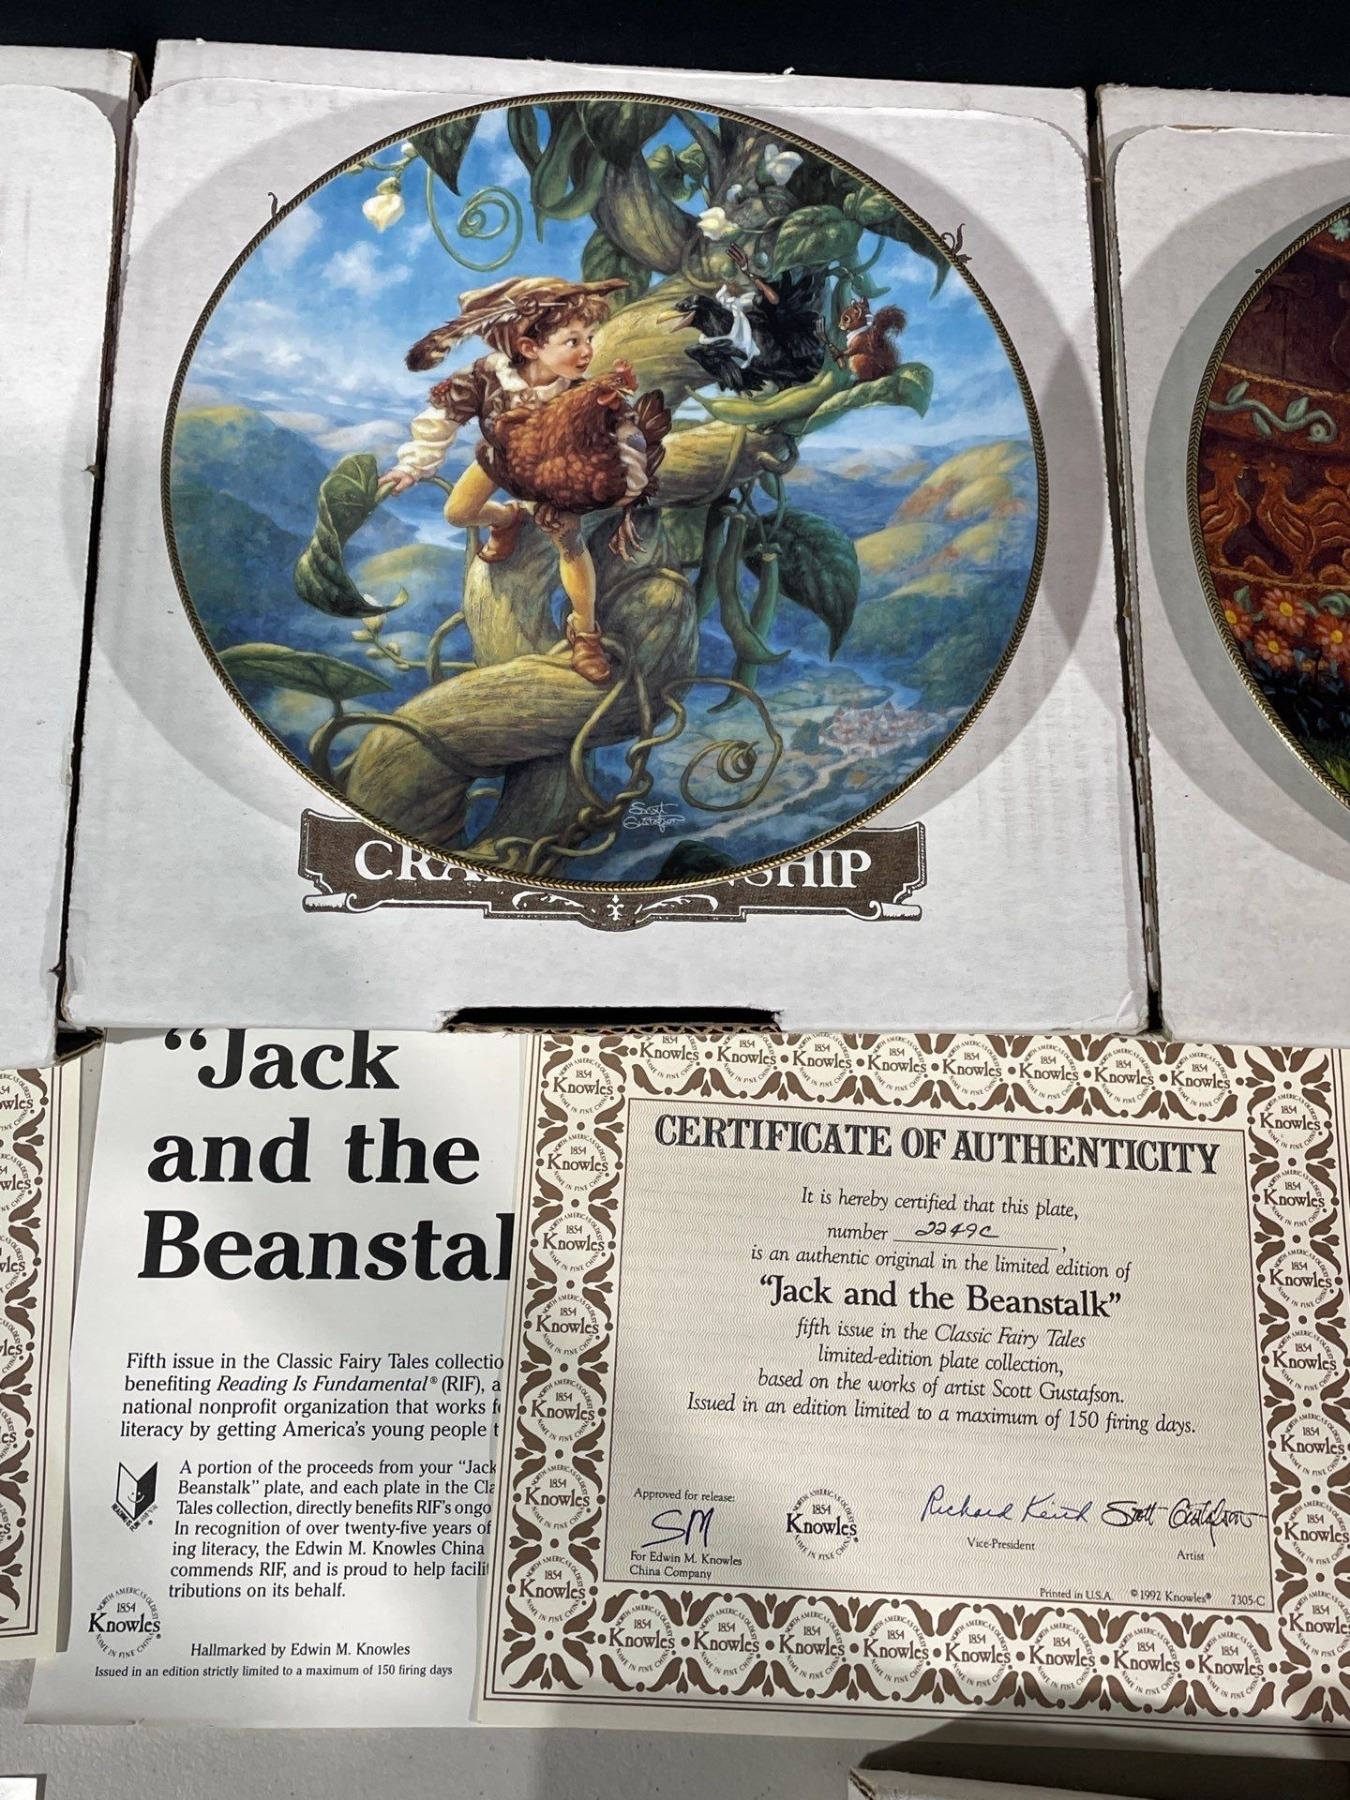 Scott
Gustafson
SHIP
"Jack
and the
Beanstal
Fifth issue in the Classic Fairy Tales collectio
benefiting Reading Is Fundamental® (RIF), a
national nonprofit organization that works f
literacy by getting America's young people t
A portion of the proceeds from your "Jack
Beanstalk" plate, and each plate in the Cla
Tales collection, directly benefits RIF's ongo
In recognition of over twenty-five years of
ing literacy, the Edwin M. Knowles China
commends RIF, and is proud to help facilit
tributions on its behalf.
1854
Knowles
Hallmarked by Edwin M. Knowles
Issued in an edition strictly limited to a maximum of 150 firing days
CERTIFICATE OF AUTHENTICITY
It is hereby certified that this plate,
number 2249C,
is an authentic original in the limited edition of
"Jack and the Beanstalk"
fifth issue in the Classic Fairy Tales
limited-edition plate collection,
based on the works of artist Scott Gustafson.
Issued in an edition limited to a maximum of 150 firing days.
Approved for release:
SM
For Edwin M. Knowles
China Company
1854
Knowles
Richard Keith
Vice-President
Scott Gustafson
Artist
Printed in U.S.A. ©1992 Knowles® 7305-C